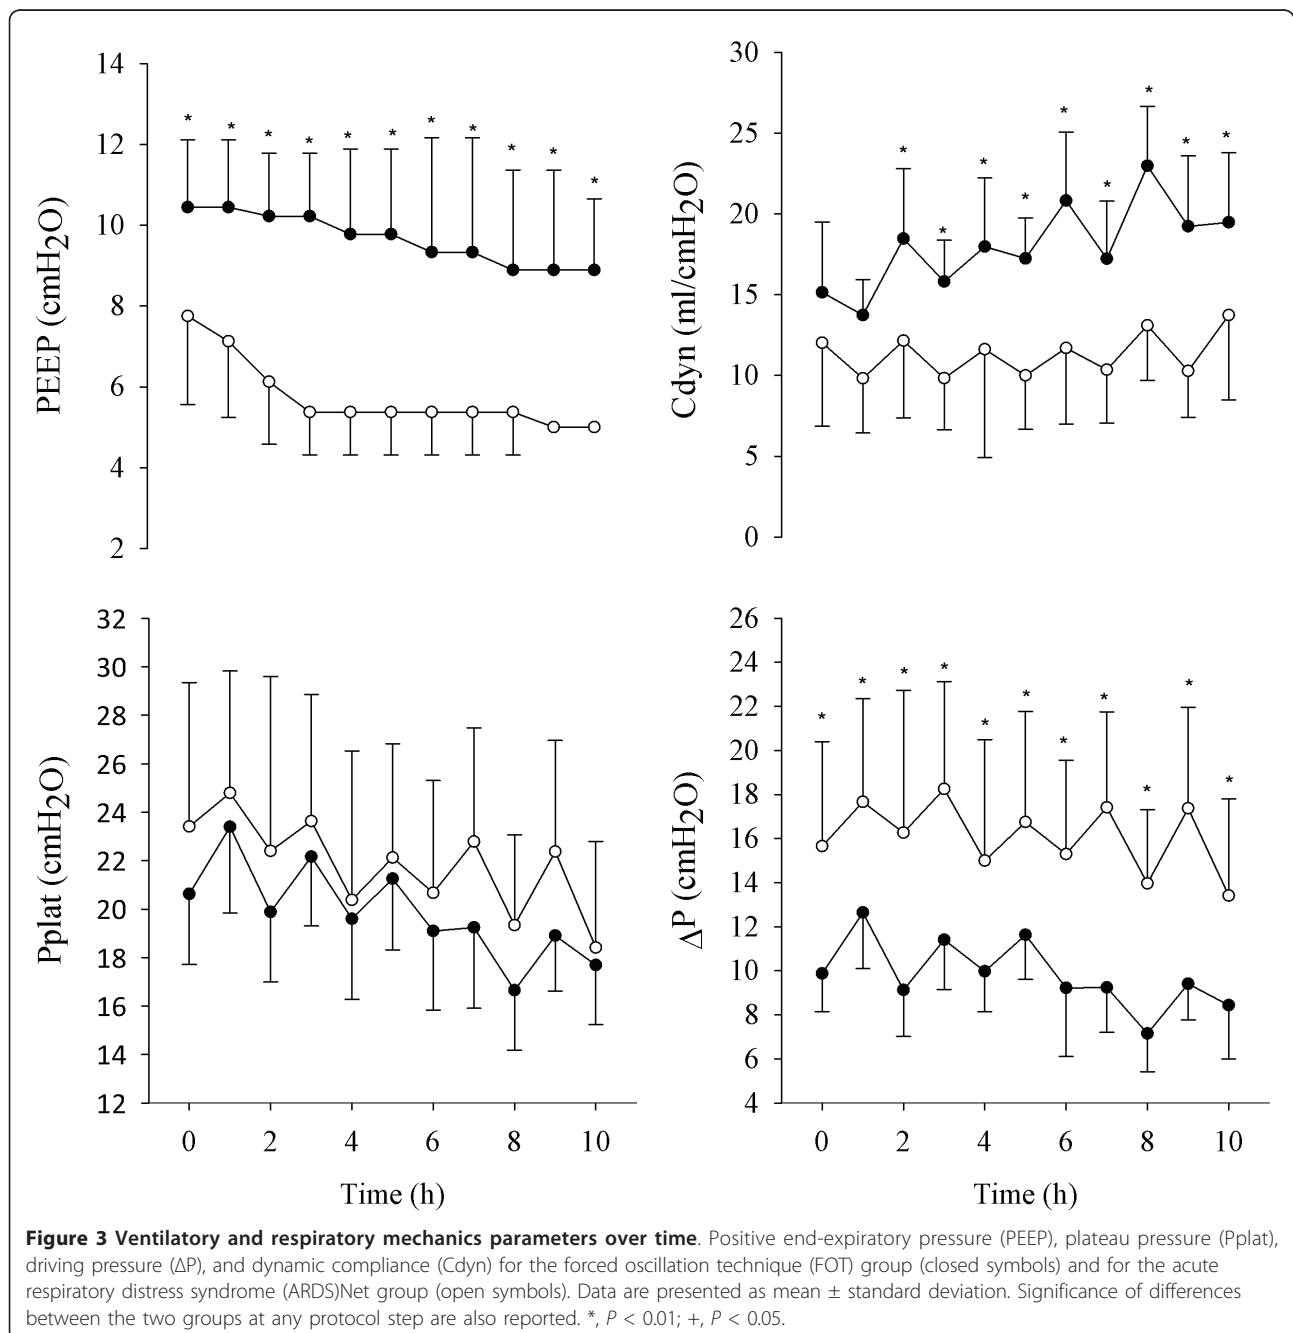 14
12
10
8
6
4
2
PEEP (cmH2O)
* * * * * * * * * * *
30
25
20
15
10
5
0
Cdyn (ml/cmH2O)
* * * * * * * * *
32
30
28
26
24
22
20
18
16
14
12
Pplat (cmH2O)
0 2 4 6 8 10
Time (h)
26
24
22
20
18
16
14
12
10
8
6
4
ΔP (cmH2O)
* * * * * * * * * * *
0 2 4 6 8 10
Time (h)
Figure 3 Ventilatory and respiratory mechanics parameters over time. Positive end-expiratory pressure (PEEP), plateau pressure (Pplat),
driving pressure (ΔP), and dynamic compliance (Cdyn) for the forced oscillation technique (FOT) group (closed symbols) and for the acute
respiratory distress syndrome (ARDS)Net group (open symbols). Data are presented as mean ± standard deviation. Significance of differences
between the two groups at any protocol step are also reported. *, P < 0.01; +, P < 0.05.